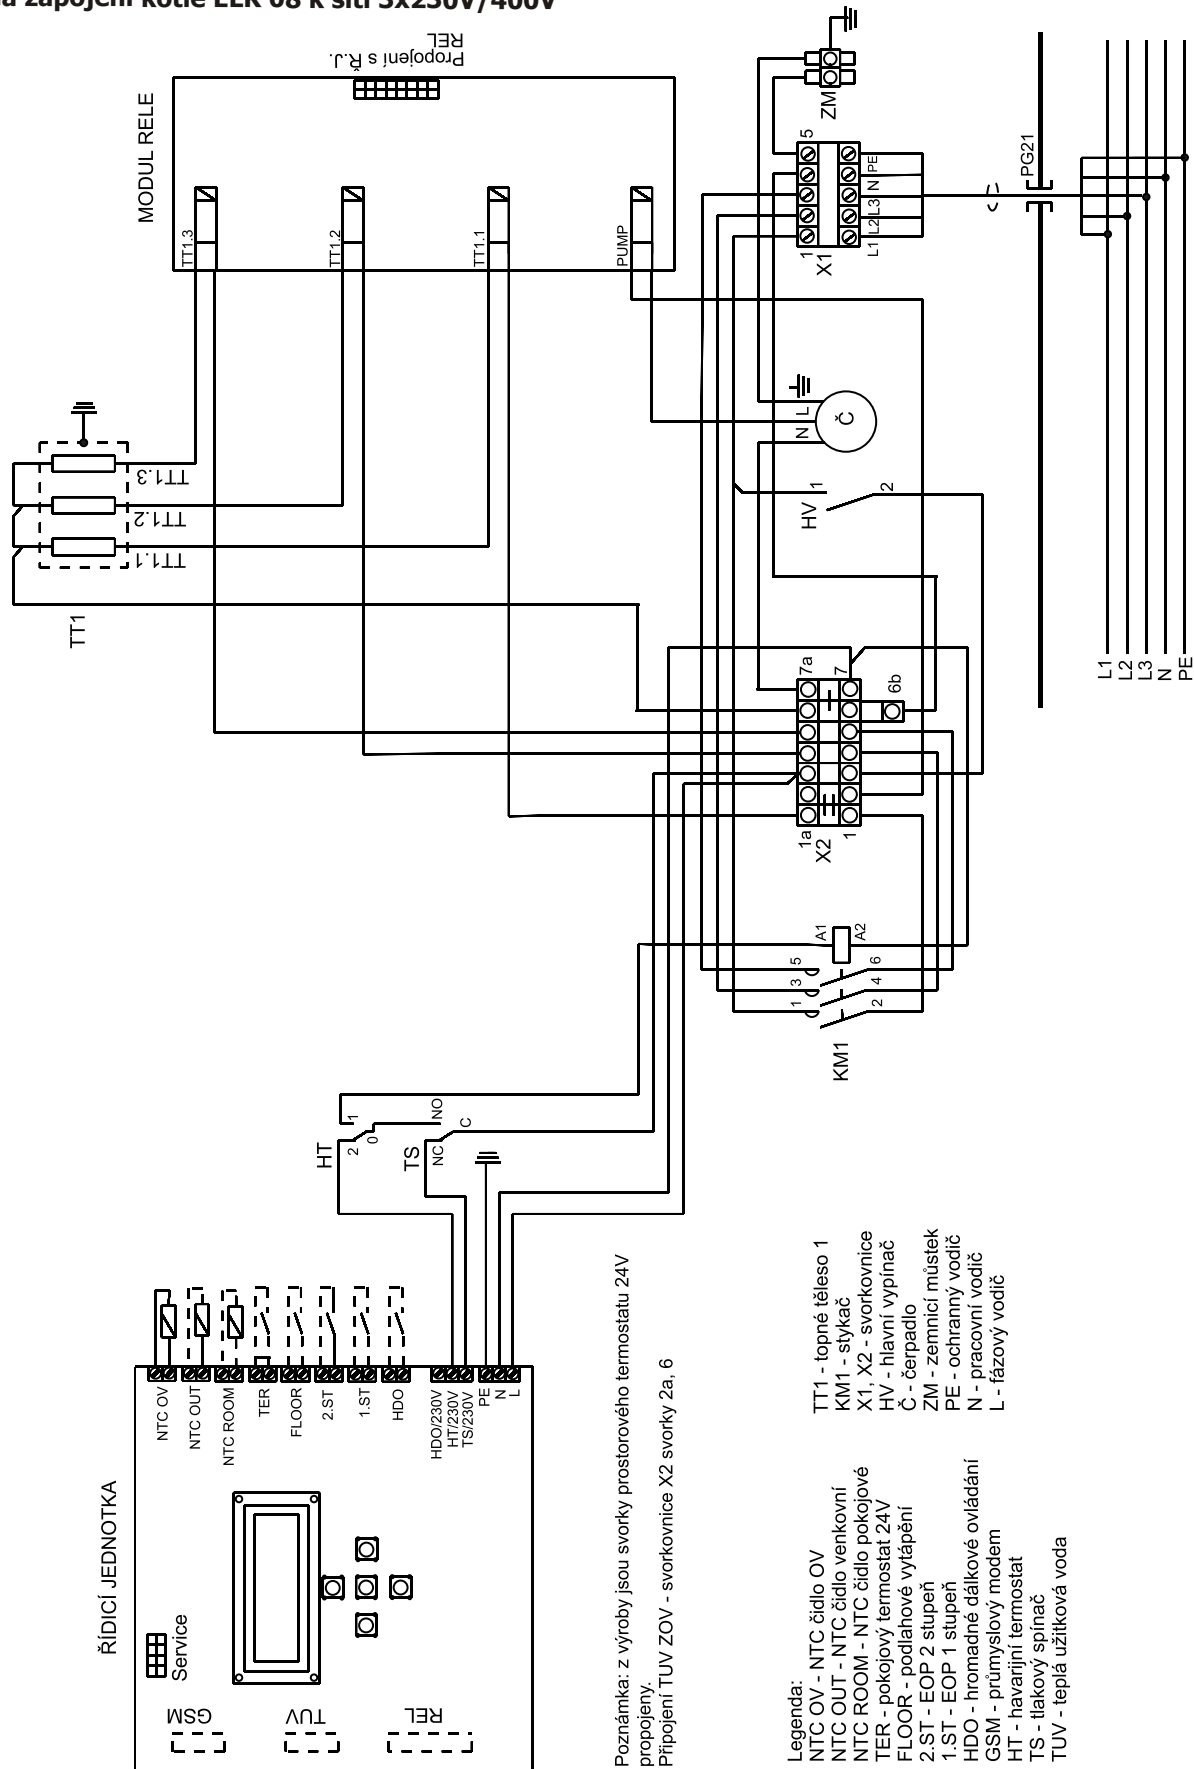 a zapojení kotle EEK 08 k síti 3x230V/400V
ŘÍDICÍ JEDNOTKA
Service
GSM
TUV
REL
NTC OV
NTC OUT
NTC ROOM
TER
FLOOR
2.ST
1.ST
HDO
HDO/230V
HT/230V
TS/230V
PE
N
L
HT
1
2
0
TS
NO
NC
C
TT1
TT1.1
TT1.2
TT1.3
MODUL RELE
Propojení s Ř.J.
REL
TT1.3
TT1.2
TT1.1
PUMP
KM1
1
3
5
2
4
6
A1
A2
X2
1a
7a
1
7
6b
HV
1
2
N
L
Č
X1
1
5
L1
L2
L3
N
PE
ZM
PG21
L1
L2
L3
N
PE
Poznámka: z výroby jsou svorky prostorového termostatu 24V
propojeny.
Připojení TUV ZOV - svorkovnice X2 svorky 2a, 6
Legenda:
NTC OV - NTC čidlo OV
NTC OUT - NTC čidlo venkovní
NTC ROOM - NTC čidlo pokojové
TER - pokojový termostat 24V
FLOOR - podlahové vytápění
2.ST - EOP 2 stupeň
1.ST - EOP 1 stupeň
HDO - hromadné dálkové ovládání
GSM - průmyslový modem
HT - havarijní termostat
TS - tlakový spínač
TUV - teplá užitková voda
TT1 - topné těleso 1
KM1 - stykač
X1, X2 - svorkovnice
HV - hlavní vypínač
Č - čerpadlo
ZM - zemnicí můstek
PE - ochranný vodič
N - pracovní vodič
L - fázový vodič